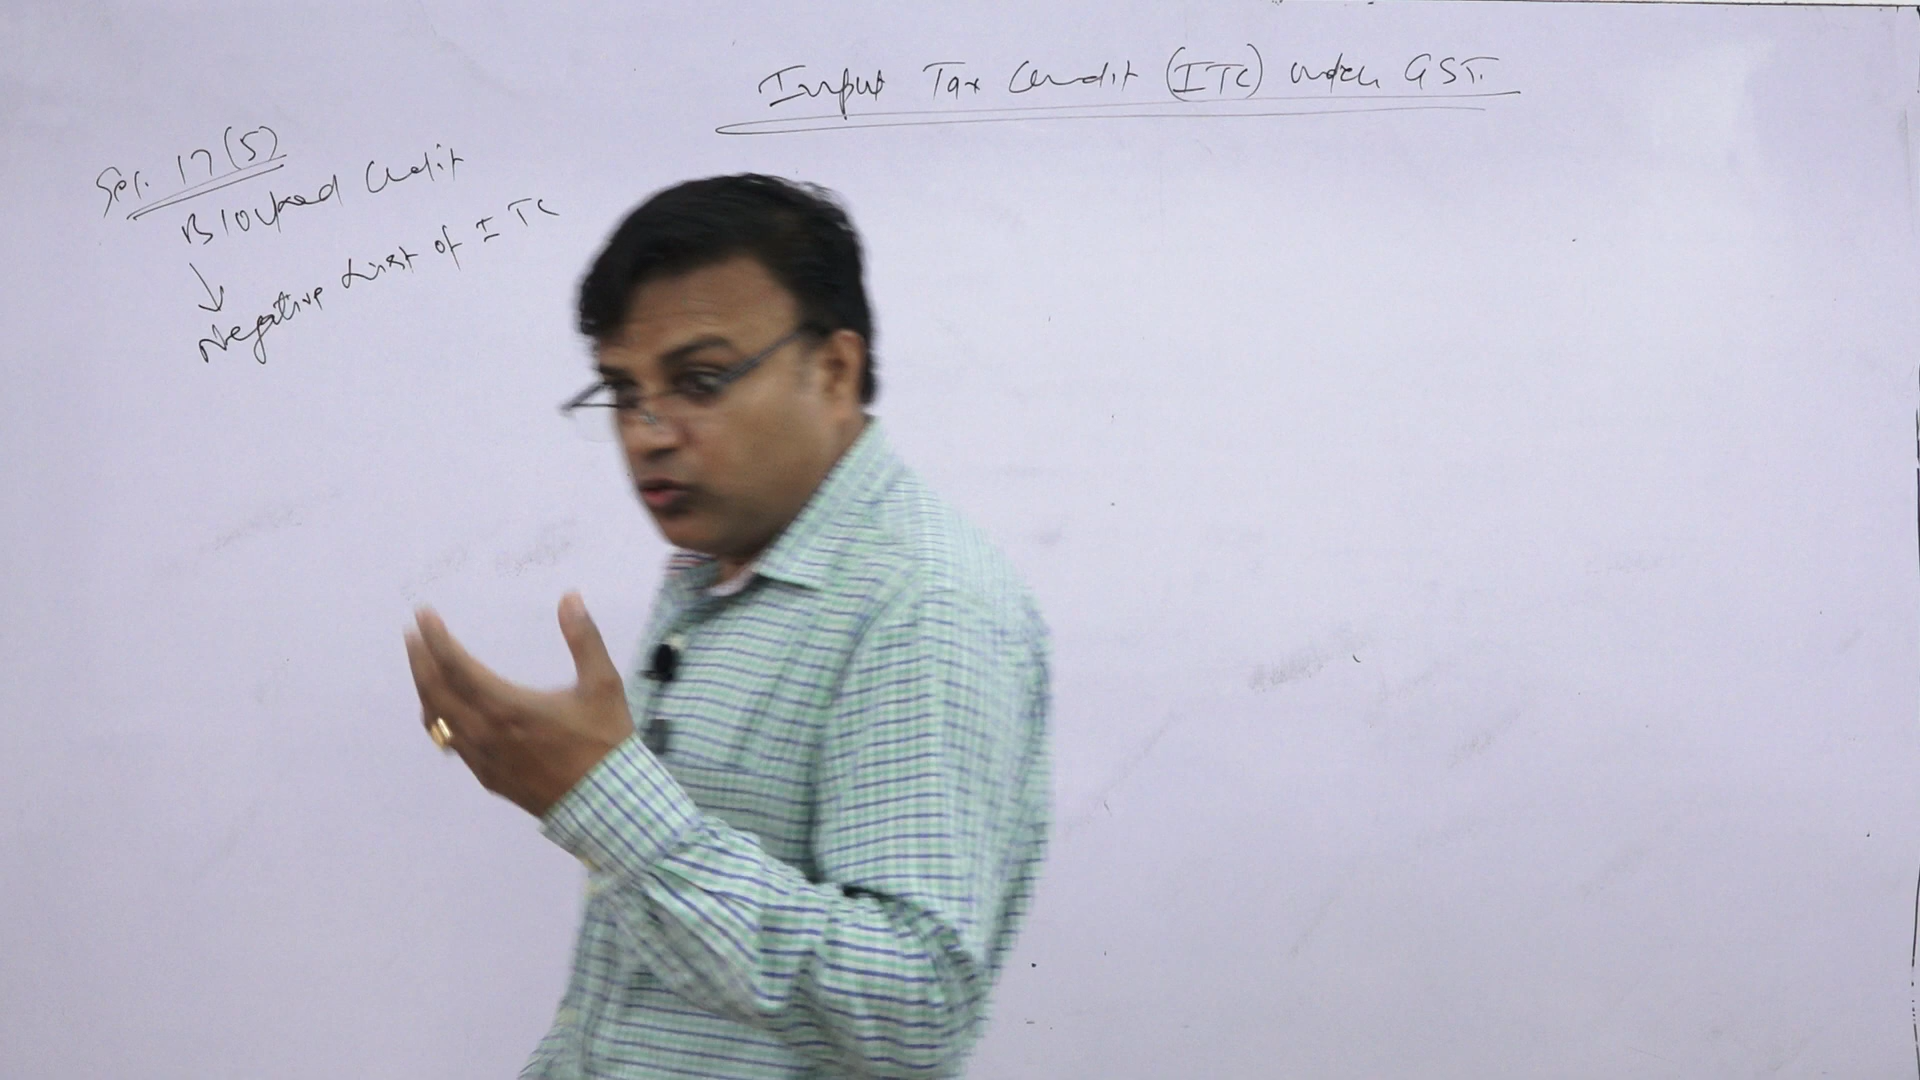 Input Tax Credit (ITC) under GST.
Sec. 17(5)
Blocked Credit
↓
Negative List of ITC